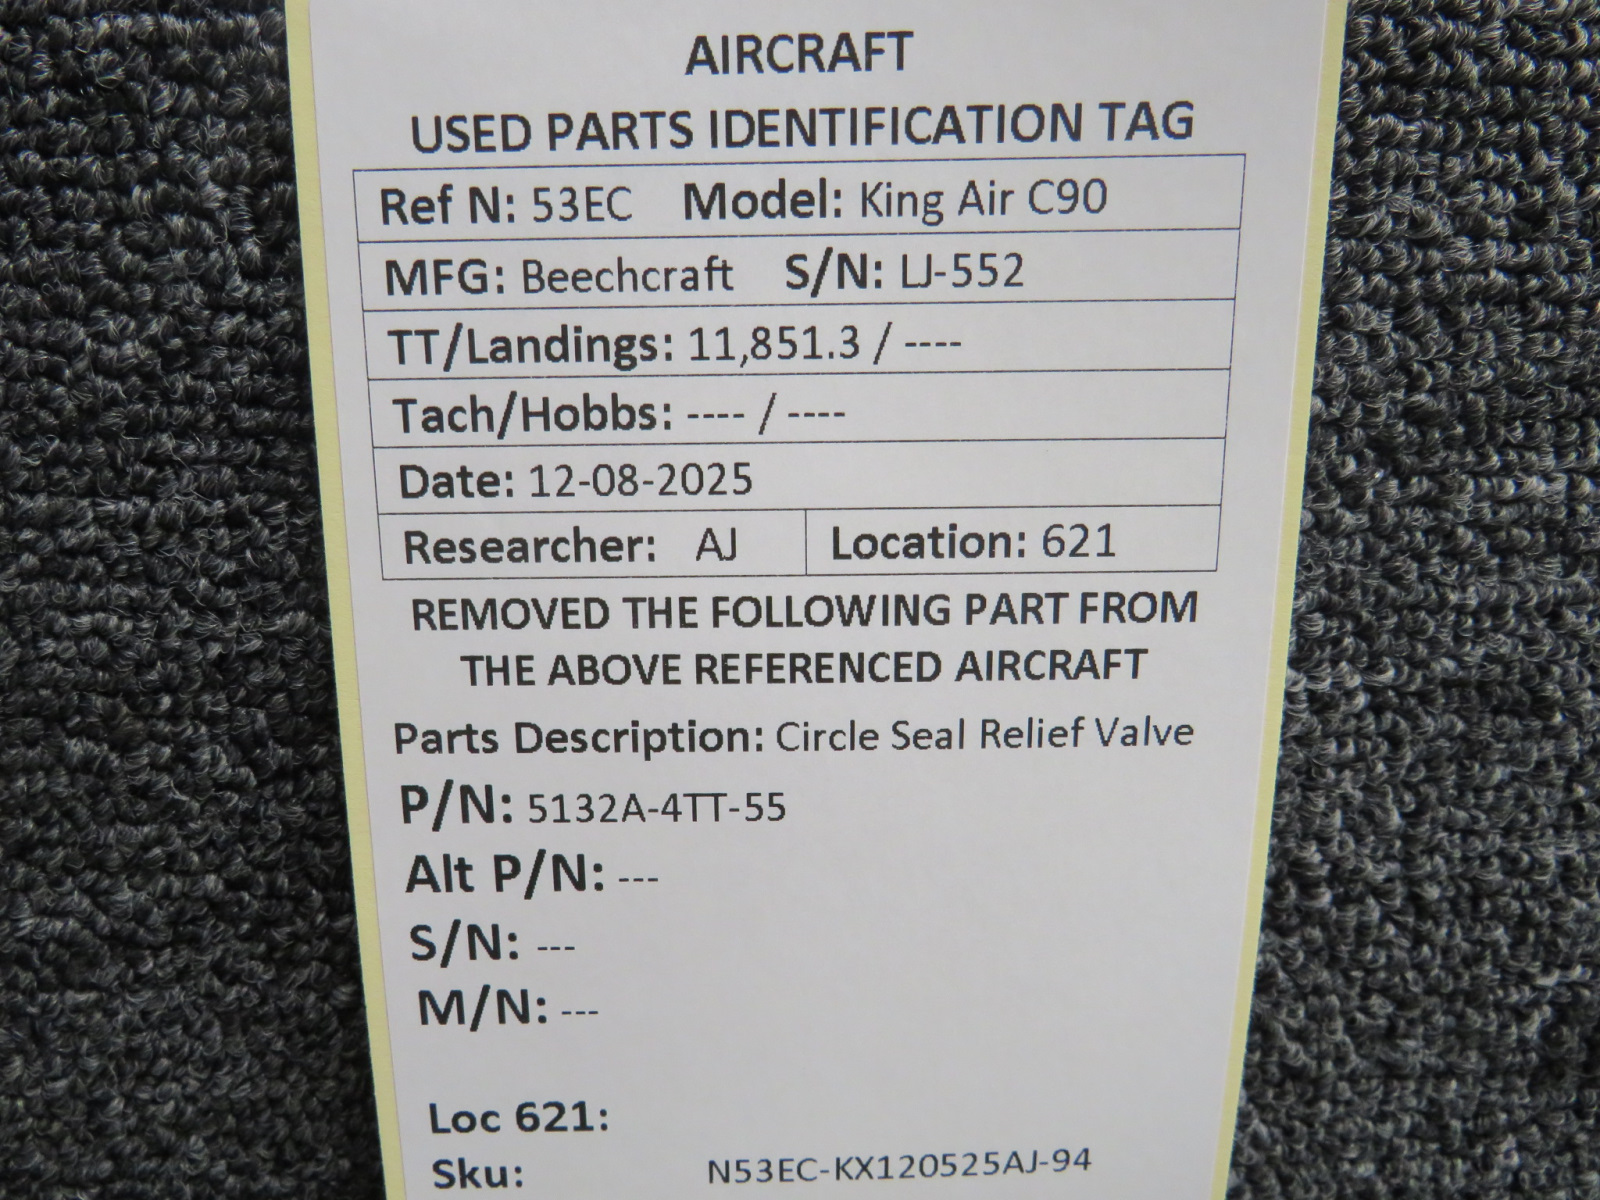 AIRCRAFT
USED PARTS IDENTIFICATION TAG
Ref N: 53EC Model: King Air C90
MFG: Beechcraft S/N: LJ-552
TT/Landings: 11,851.3 / ----
Tach/Hobbs: ---- / ----
Date: 12-08-2025
Researcher: AJ Location: 621
REMOVED THE FOLLOWING PART FROM
THE ABOVE REFERENCED AIRCRAFT
Parts Description: Circle Seal Relief Valve
P/N: 5132A-4TT-55
Alt P/N: ---
S/N: ---
M/N: ---
Loc 621:
Sku: N53EC-KX120525AJ-94